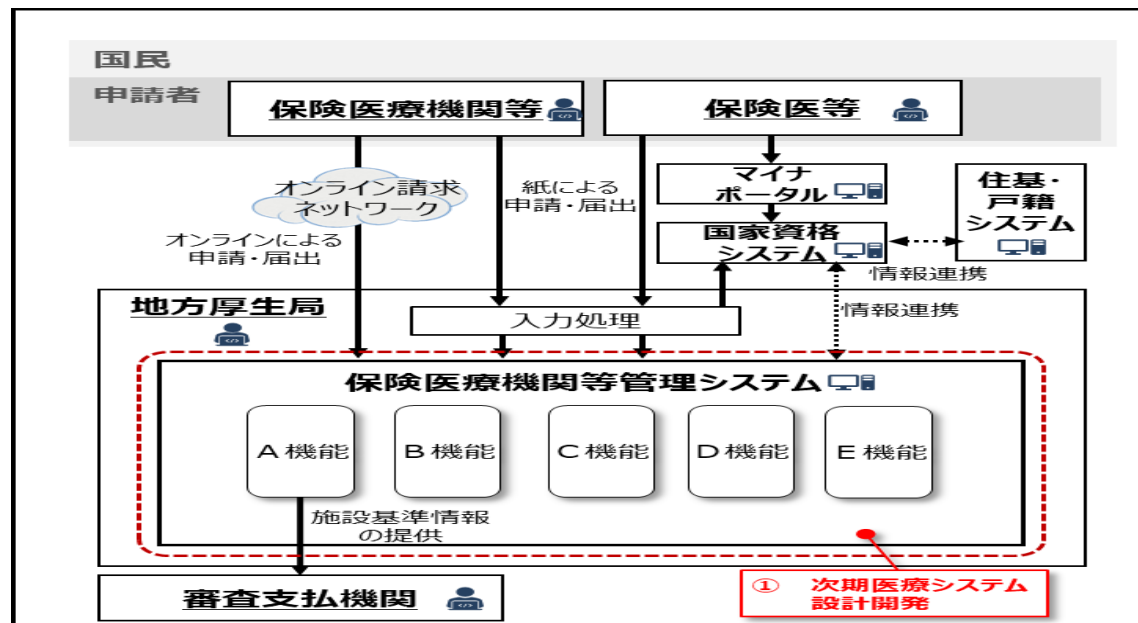 国民
申請者
保険医療機関等
保険医等
オンライン請求
ネットワーク
紙による
申請・届出
マイナ
ポータル
住基・
戸籍
システム
オンラインによる
申請・届出
国家資格
システム
情報連携
地方厚生局
入力処理
情報連携
保険医療機関等管理システム
A 機能
B 機能
C 機能
D 機能
E 機能
施設基準情報
の提供
審査支払機関
① 次期医療システム
設計開発